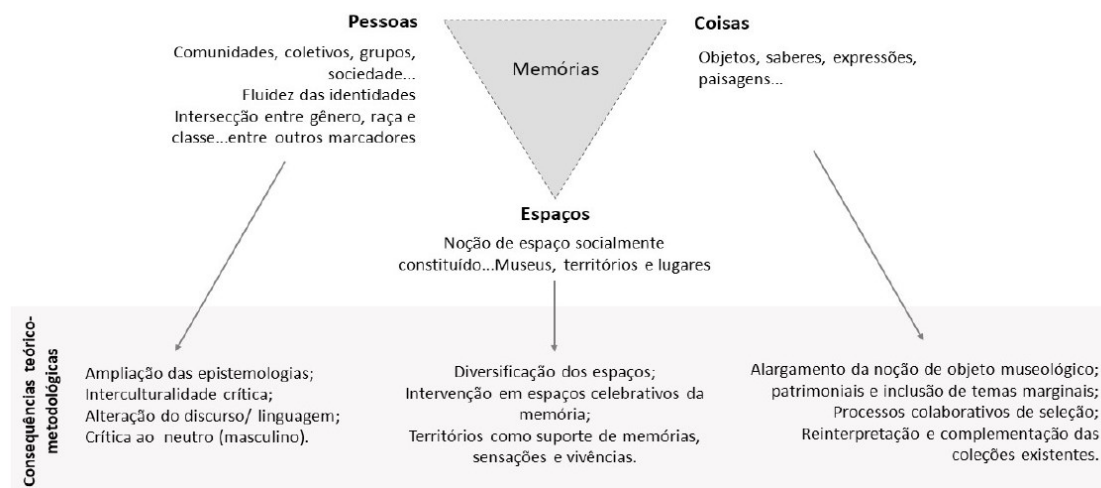 Pessoas
Comunidades, coletivos, grupos,
sociedade...
Fluidez das identidades
Intersecção entre gênero, raça e
classe...entre outros marcadores
Memórias
Coisas
Objetos, saberes, expressões,
paisagens...
Espaços
Noção de espaço socialmente
constituído...Museus, territórios e lugares
Consequências teórico-
metodológicas
Ampliação das epistemologias;
Interculturalidade crítica;
Alteração do discurso/ linguagem;
Crítica ao neutro (masculino).
Diversificação dos espaços;
Intervenção em espaços celebrativos da
memória;
Territórios como suporte de memórias,
sensações e vivências.
Alargamento da noção de objeto museológico;
patrimoniais e inclusão de temas marginais;
Processos colaborativos de seleção;
Reinterpretação e complementação das
coleções existentes.